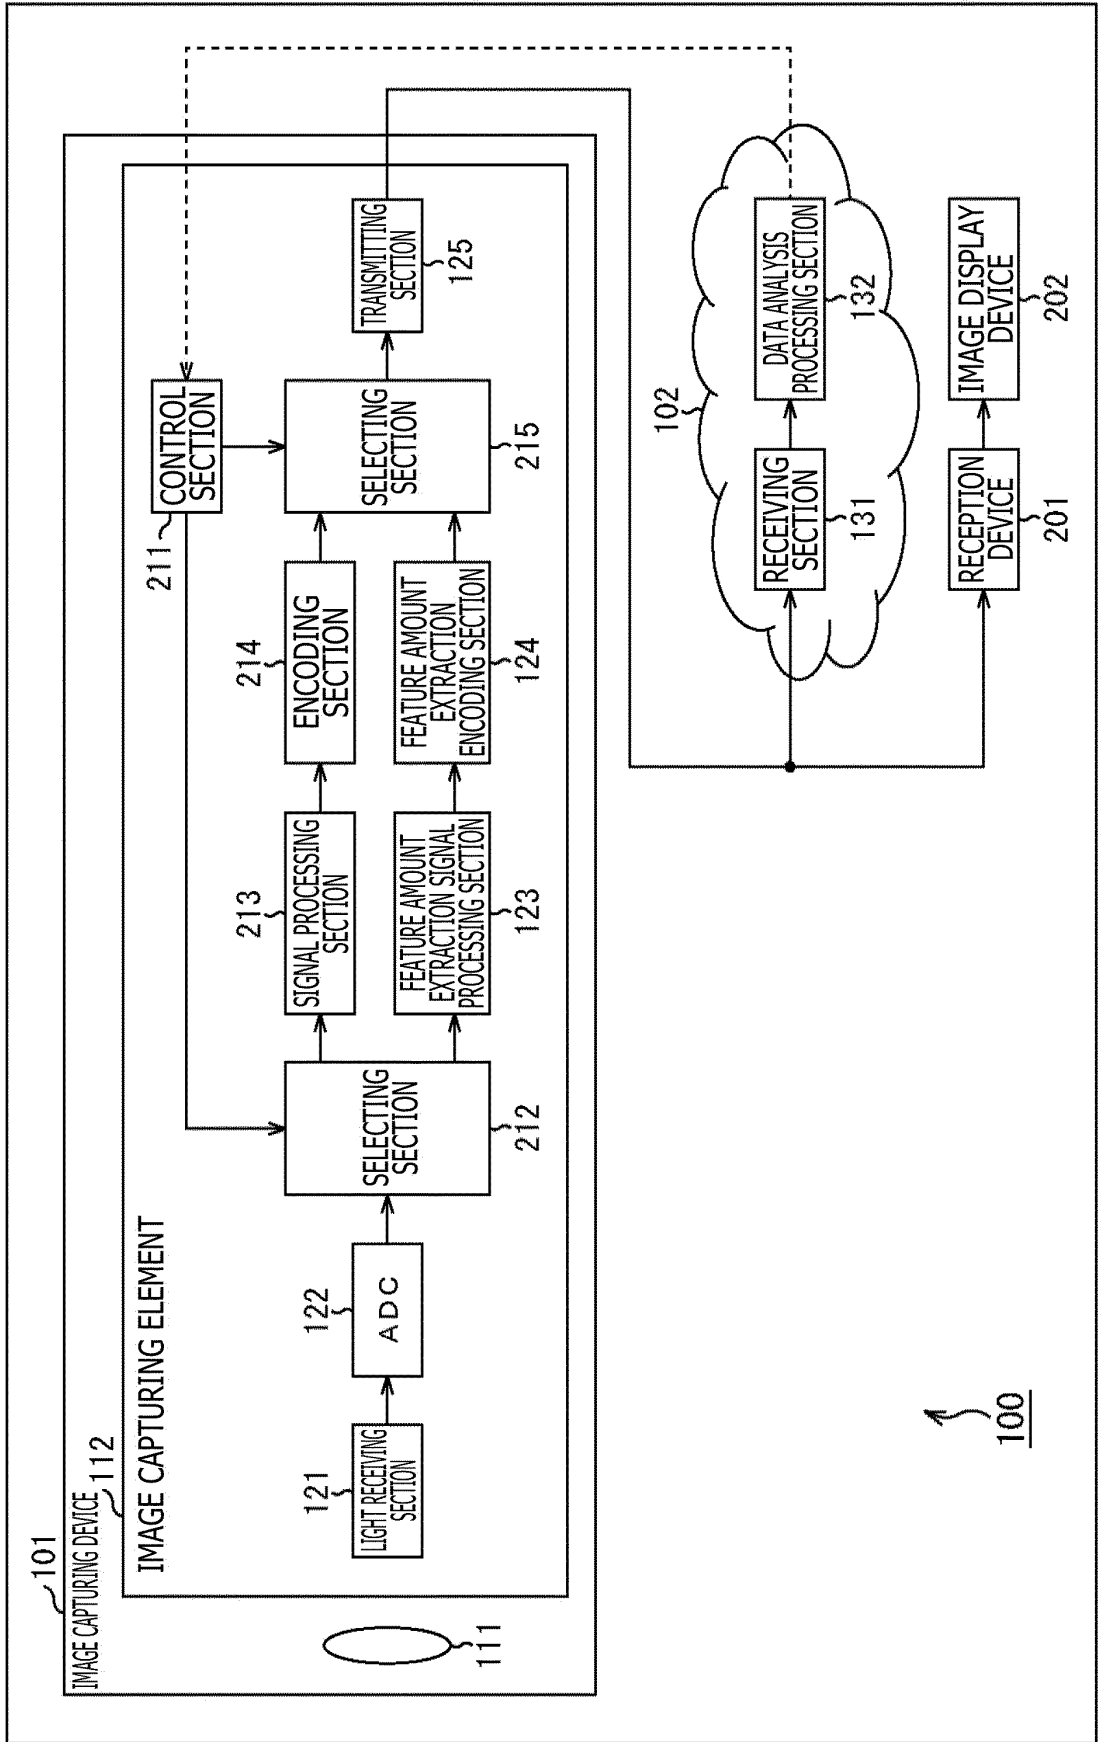 101
IMAGE CAPTURING DEVICE
112
IMAGE CAPTURING ELEMENT
111
121
LIGHT RECEIVING
SECTION
122
ADC
SELECTING
SECTION
212
213
SIGNAL PROCESSING
SECTION
FEATURE AMOUNT
EXTRACTION SIGNAL
PROCESSING SECTION
123
214
ENCODING
SECTION
FEATURE AMOUNT
EXTRACTION
ENCODING SECTION
124
211
CONTROL
SECTION
SELECTING
SECTION
215
TRANSMITTING
SECTION
125
102
RECEIVING
SECTION
131
DATA ANALYSIS
PROCESSING SECTION
132
RECEPTION
DEVICE
201
IMAGE DISPLAY
DEVICE
202
100